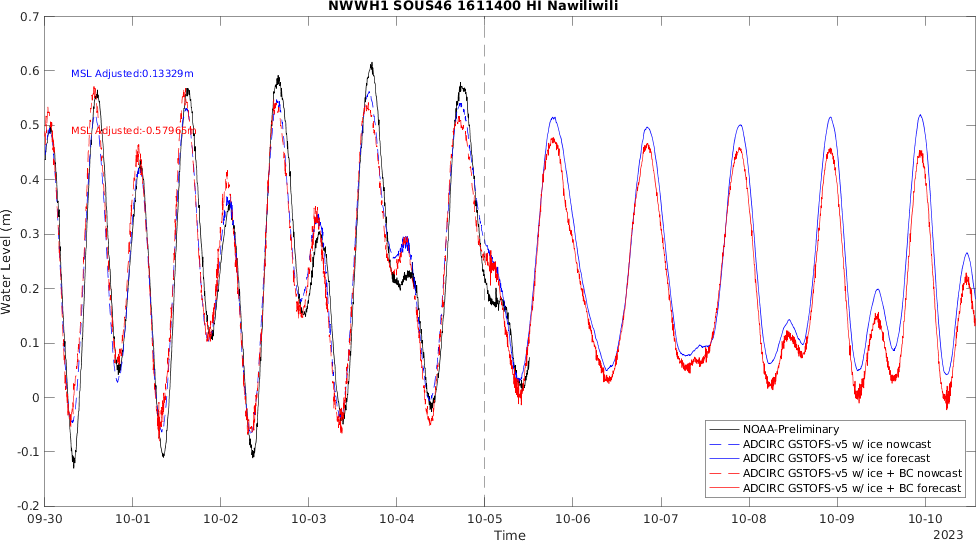 NWWH1 SOUS46 1611400 HI Nawiliwili
0.7
0.6
0.5
0.4
0.3
0.2
0.1
0
-0.1
-0.2
Water Level (m)
MSL Adjusted:0.13329m
MSL Adjusted:-0.57965m
NOAA-Preliminary
ADCIRC GSTOFS-v5 w/ ice nowcast
ADCIRC GSTOFS-v5 w/ ice forecast
ADCIRC GSTOFS-v5 w/ ice + BC nowcast
ADCIRC GSTOFS-v5 w/ ice + BC forecast
09-30 10-01 10-02 10-03 10-04 10-05 10-06 10-07 10-08 10-09 10-10
Time
2023